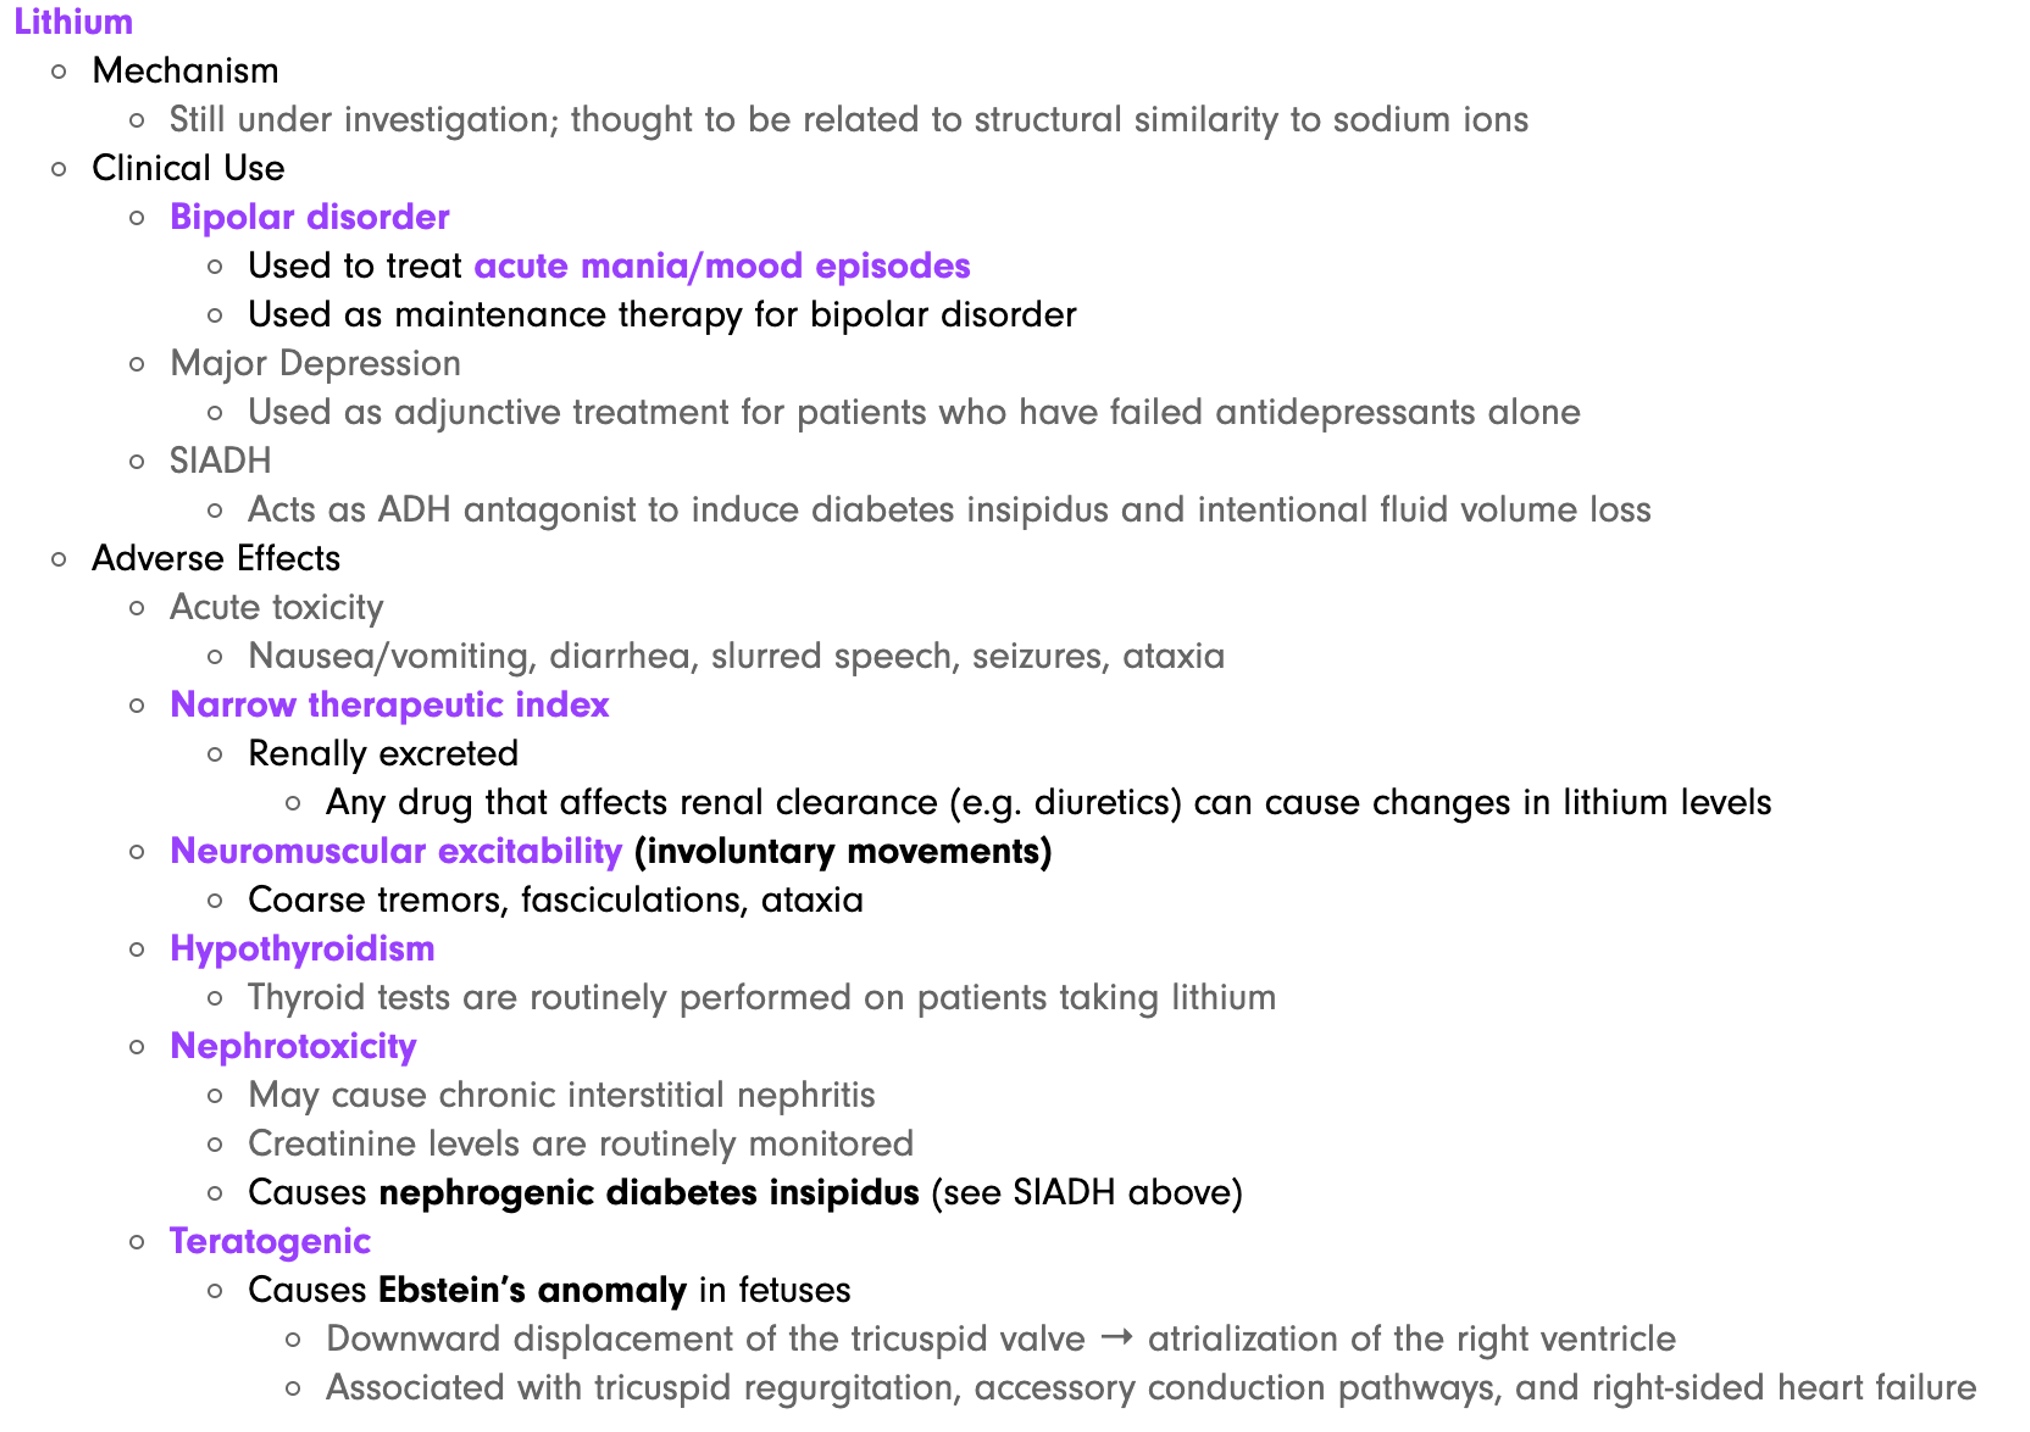 Lithium
Mechanism
Still under investigation; thought to be related to structural similarity to sodium ions
Clinical Use
Bipolar disorder
Used to treat acute mania/mood episodes
Used as maintenance therapy for bipolar disorder
Major Depression
Used as adjunctive treatment for patients who have failed antidepressants alone
SIADH
Acts as ADH antagonist to induce diabetes insipidus and intentional fluid volume loss
Adverse Effects
Acute toxicity
Nausea/vomiting, diarrhea, slurred speech, seizures, ataxia
Narrow therapeutic index
Renally excreted
Any drug that affects renal clearance (e.g. diuretics) can cause changes in lithium levels
Neuromuscular excitability (involuntary movements)
Coarse tremors, fasciculations, ataxia
Hypothyroidism
Thyroid tests are routinely performed on patients taking lithium
Nephrotoxicity
May cause chronic interstitial nephritis
Creatinine levels are routinely monitored
Causes nephrogenic diabetes insipidus (see SIADH above)
Teratogenic
Causes Ebstein’s anomaly in fetuses
Downward displacement of the tricuspid valve → atrialization of the right ventricle
Associated with tricuspid regurgitation, accessory conduction pathways, and right-sided heart failure